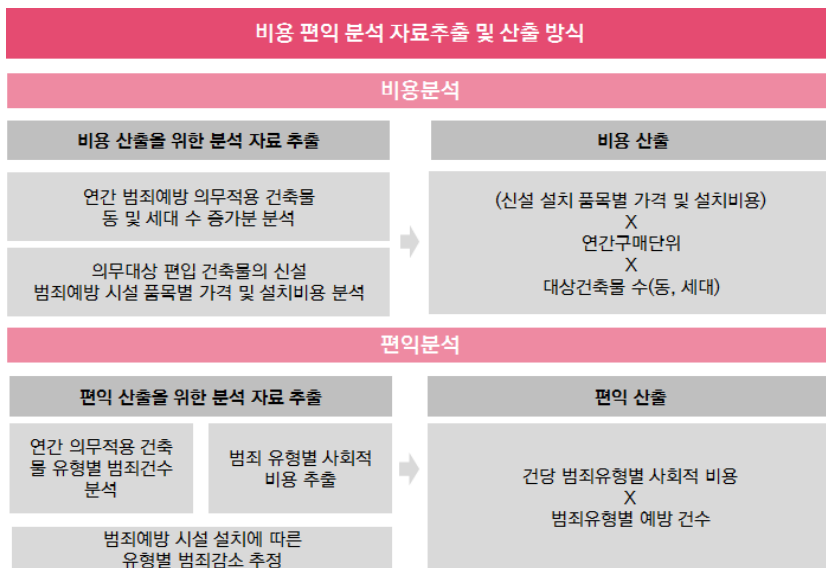 비용 편익 분석 자료추출 및 산출 방식
비용분석
비용 산출을 위한 분석 자료 추출
연간 범죄예방 의무적용 건축물
동 및 세대 수 증가분 분석
의무대상 편입 건축물의 신설
범죄예방 시설 품목별 가격 및 설치비용 분석
비용 산출
(신설 설치 품목별 가격 및 설치비용)
X
연간구매단위
X
대상건축물 수(동, 세대)
편익분석
편익 산출을 위한 분석 자료 추출
연간 의무적용 건축
물 유형별 범죄건수
분석
범죄 유형별 사회적
비용 추출
범죄예방 시설 설치에 따른
유형별 범죄감소 추정
편익 산출
건당 범죄유형별 사회적 비용
X
범죄유형별 예방 건수